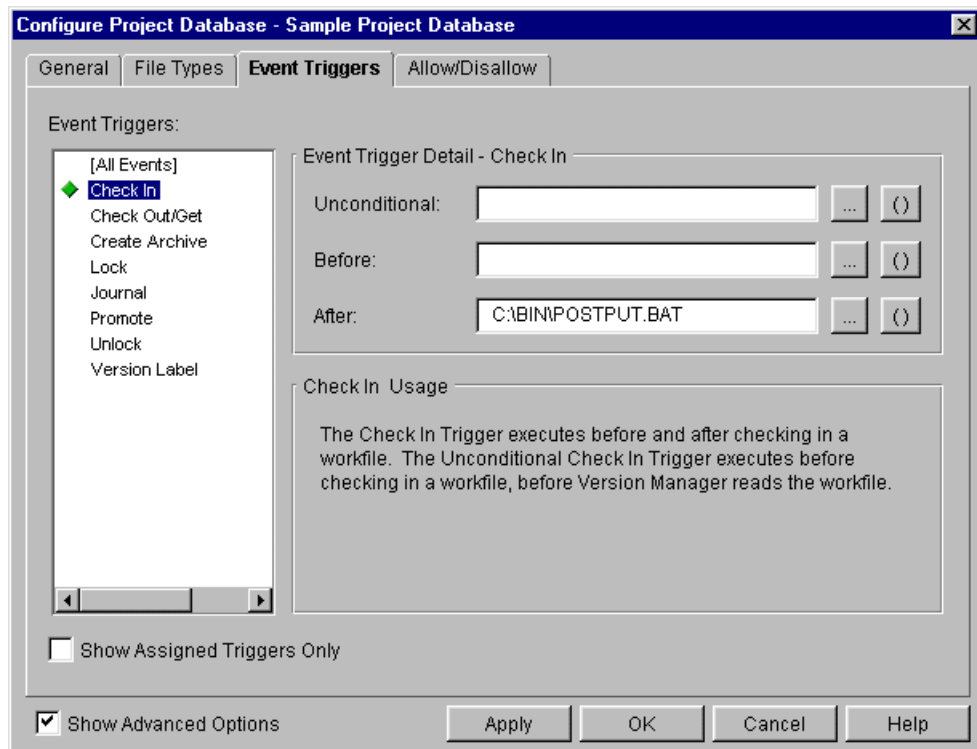 Configure Project Database - Sample Project Database
General File Types Event Triggers Allow/Disallow
Event Triggers:
[All Events]
Check In
Check Out/Get
Create Archive
Lock
Journal
Promote
Unlock
Version Label
Event Trigger Detail - Check In
Unconditional: ... ()
Before: ... ()
After: C:\BIN\POSTPUT.BAT ... ()
Check In Usage
The Check In Trigger executes before and after checking in a
workfile. The Unconditional Check In Trigger executes before
checking in a workfile, before Version Manager reads the workfile.
Show Assigned Triggers Only
Show Advanced Options Apply OK Cancel Help